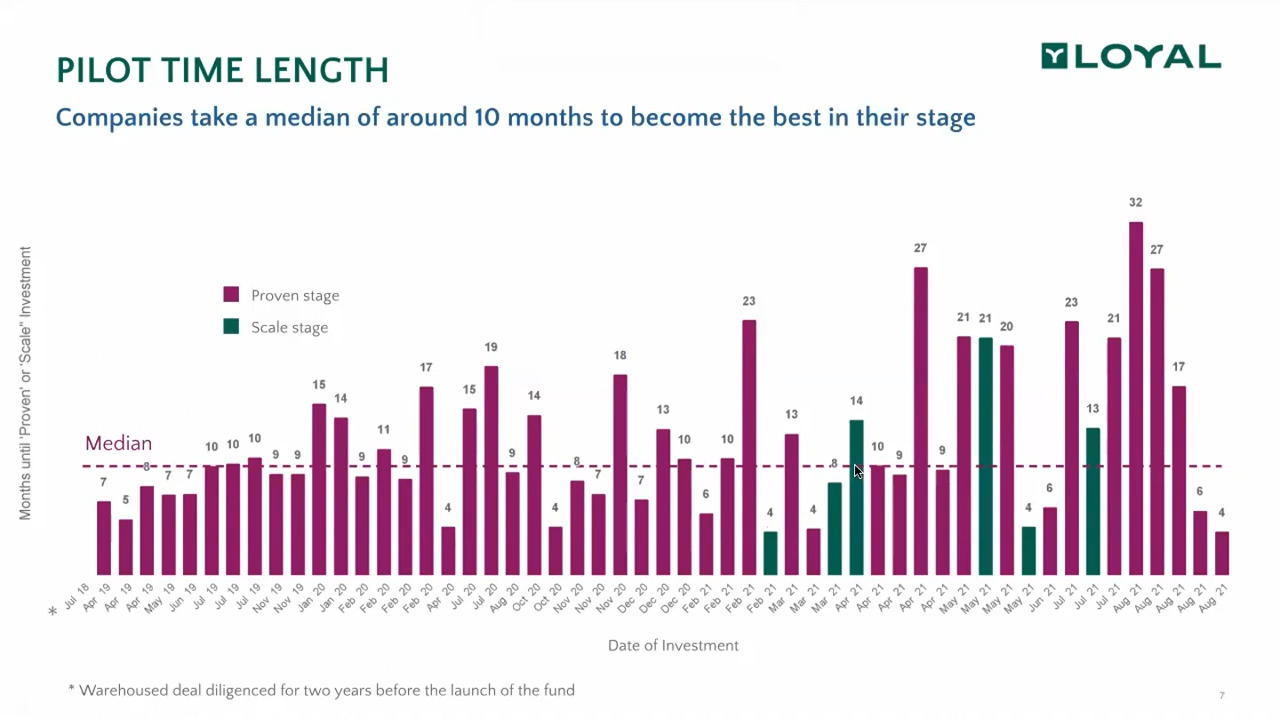 LOYAL
PILOT TIME LENGTH
Companies take a median of around 10 months to become the best in their stage
Months until 'Proven' or 'Scale" Investment
Proven stage
Scale stage
Median
7 5 8 7 7 10 10 10 9 9 15 14 9 11 9 17 4 15 19 9 14 4 8 7 18 7 13 10 6 10 23 4 13 4 8 14 10 9 27 9 21 21 20 4 6 23 13 21 32 27 17 6 4
* Jul 18 Apr 19 Apr 19 Apr 19 May 19 Jun 19 Jul 19 Jul 19 Jul 19 Nov 19 Nov 19 Jan 20 Jan 20 Feb 20 Feb 20 Feb 20 Feb 20 Apr 20 Jul 20 Jul 20 Aug 20 Oct 20 Oct 20 Nov 20 Nov 20 Nov 20 Dec 20 Dec 20 Dec 20 Feb 21 Feb 21 Feb 21 Feb 21 Mar 21 Mar 21 Mar 21 Apr 21 Apr 21 Apr 21 Apr 21 Apr 21 May 21 May 21 May 21 May 21 Jun 21 Jul 21 Jul 21 Jul 21 Aug 21 Aug 21 Aug 21 Aug 21 Aug 21
Date of Investment
* Warehoused deal diligenced for two years before the launch of the fund
7